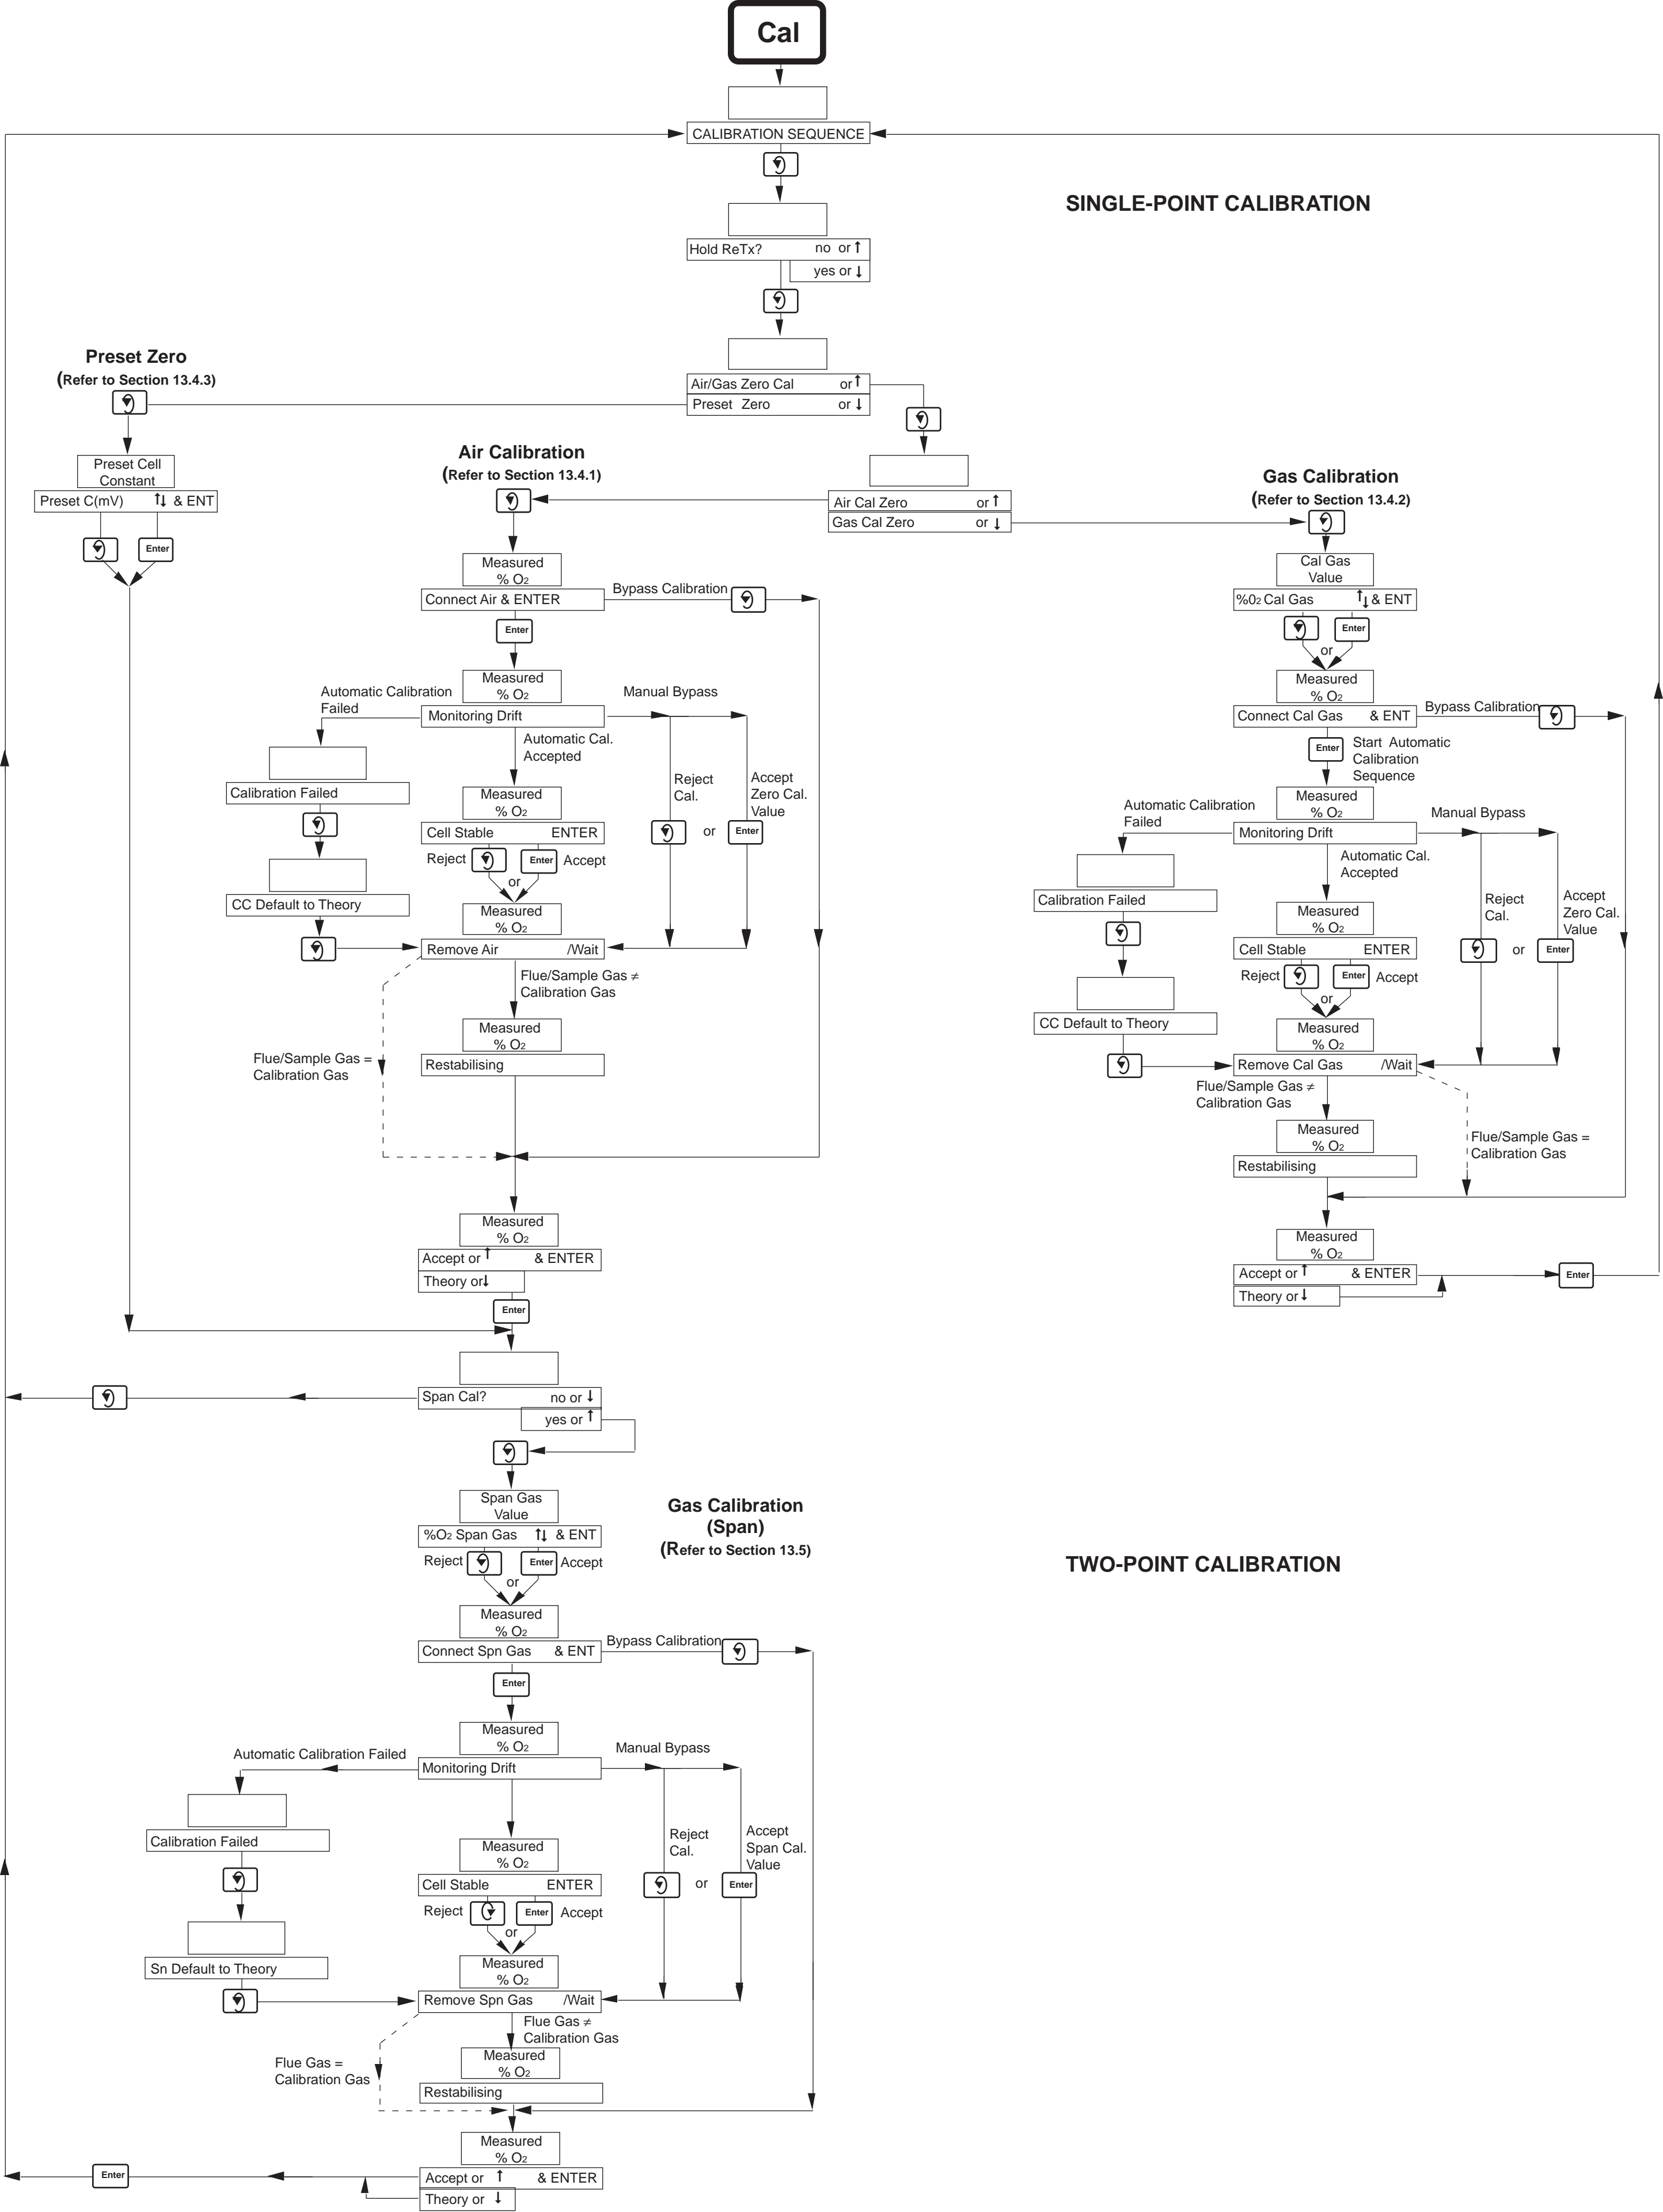 Cal
CALIBRATION SEQUENCE
SINGLE-POINT CALIBRATION
Hold ReTx? no or ↑
yes or ↓
Air/Gas Zero Cal or ↑
Preset Zero or ↓
Preset Zero
(Refer to Section 13.4.3)
Preset Cell
Constant
Preset C(mV) ↑↓ & ENT
Enter
Air Cal Zero or ↑
Gas Cal Zero or ↓
Air Calibration
(Refer to Section 13.4.1)
Measured
% O2
Connect Air & ENTER
Bypass Calibration
Enter
Measured
% O2
Monitoring Drift
Automatic Calibration
Failed
Manual Bypass
Automatic Cal.
Accepted
Calibration Failed
CC Default to Theory
Reject
Cal.
or
Accept
Zero Cal.
Value
Enter
Measured
% O2
Cell Stable ENTER
Reject
Enter
Accept
or
Measured
% O2
Remove Air /Wait
Flue/Sample Gas ≠
Calibration Gas
Flue/Sample Gas =
Calibration Gas
Measured
% O2
Restabilising
Measured
% O2
Accept or ↑ & ENTER
Theory or ↓
Enter
Gas Calibration
(Refer to Section 13.4.2)
Cal Gas
Value
%02 Cal Gas ↑↓ & ENT
Enter
or
Measured
% O2
Connect Cal Gas & ENT
Bypass Calibration
Enter
Start Automatic
Calibration
Sequence
Measured
% O2
Monitoring Drift
Automatic Calibration
Failed
Manual Bypass
Automatic Cal.
Accepted
Calibration Failed
CC Default to Theory
Reject
Cal.
or
Accept
Zero Cal.
Value
Enter
Measured
% O2
Cell Stable ENTER
Reject
Enter
Accept
or
Measured
% O2
Remove Cal Gas /Wait
Flue/Sample Gas ≠
Calibration Gas
Flue/Sample Gas =
Calibration Gas
Measured
% O2
Restabilising
Measured
% O2
Accept or ↑ & ENTER
Theory or ↓
Enter
Span Cal? no or ↓
yes or ↑
Gas Calibration
(Span)
(Refer to Section 13.5)
TWO-POINT CALIBRATION
Span Gas
Value
%O2 Span Gas ↑↓ & ENT
Reject
Enter
Accept
or
Measured
% O2
Connect Spn Gas & ENT
Bypass Calibration
Enter
Measured
% O2
Monitoring Drift
Automatic Calibration Failed
Manual Bypass
Calibration Failed
Sn Default to Theory
Reject
Cal.
or
Accept
Span Cal.
Value
Enter
Measured
% O2
Cell Stable ENTER
Reject
Enter
Accept
or
Measured
% O2
Remove Spn Gas /Wait
Flue Gas ≠
Calibration Gas
Flue Gas =
Calibration Gas
Measured
% O2
Restabilising
Measured
% O2
Accept or ↑ & ENTER
Theory or ↓
Enter